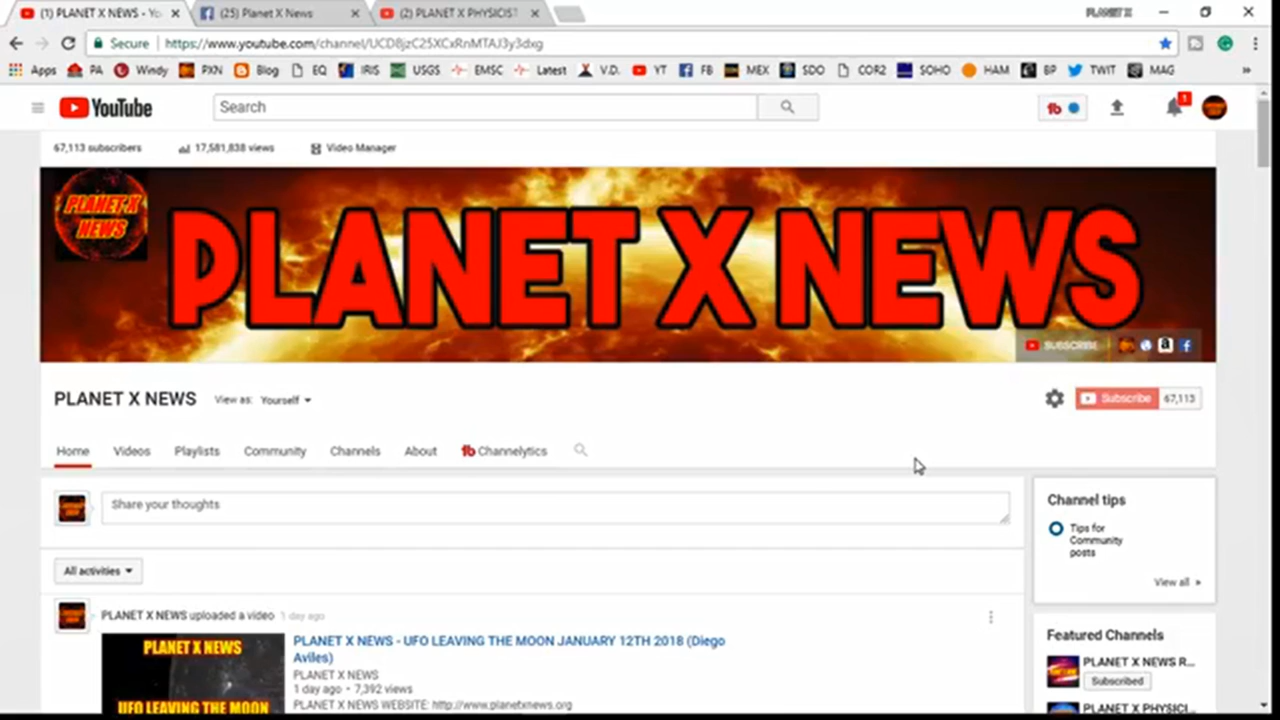 (1) PLANET X NEWS - Yo
(25) Planet X News
(2) PLANET X PHYSICIST
PLANET X
Secure
https://www.youtube.com/channel/UCD8jzC25XCxRnMTAJ3y3dxg
Apps PA Windy PXN Blog EQ IRIS USGS EMSC Latest V.D. YT FB MEX SDO COR2 SOHO HAM BP TWIT MAG »
YouTube
Search
1
67,113 subscribers
17,581,838 views
Video Manager
PLANET X
NEWS
PLANET X NEWS
SUBSCRIBE
PLANET X NEWS
View as: Yourself
Subscribe 67,113
Home Videos Playlists Community Channels About Channelytics
Share your thoughts
Channel tips
Tips for
Community
posts
View all »
All activities
PLANET X NEWS uploaded a video 1 day ago
PLANET X NEWS
UFO LEAVING THE MOON
PLANET X NEWS - UFO LEAVING THE MOON JANUARY 12TH 2018 (Diego
Aviles)
PLANET X NEWS
1 day ago • 7,392 views
PLANET X NEWS WEBSITE: http://www.planetxnews.org
Featured Channels
PLANET X NEWS R...
Subscribed
PLANET X PHYSICI...